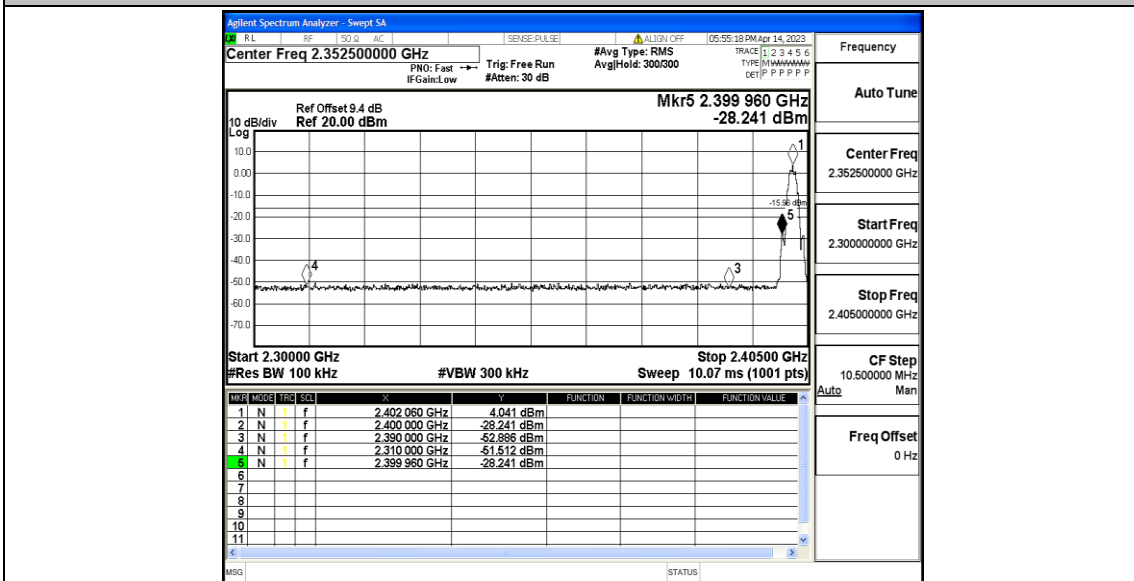 Agilent Spectrum Analyzer - Swept SA
RL RF 50 Ω AC SENSE:PULSE ALIGN OFF 05:55:18 PM Apr 14, 2023
Center Freq 2.352500000 GHz
PNO: Fast
IFGain:Low
Trig: Free Run
#Atten: 30 dB
#Avg Type: RMS
Avg|Hold: 300/300
TRACE 1 2 3 4 5 6
TYPE M
DET P P P P P P
Ref Offset 9.4 dB
10 dB/div Ref 20.00 dBm
Log
Mkr5 2.399 960 GHz
-28.241 dBm
10.0
0.00
-10.0
-20.0
-30.0
-40.0
-50.0
-60.0
-70.0
1
-15.96 dBm
5
4
3
Start 2.30000 GHz Stop 2.40500 GHz
#Res BW 100 kHz #VBW 300 kHz Sweep 10.07 ms (1001 pts)
MKR MODE TRC SCL X Y FUNCTION FUNCTION WIDTH FUNCTION VALUE
1 N 1 f 2.402 060 GHz 4.041 dBm
2 N 1 f 2.400 000 GHz -28.241 dBm
3 N 1 f 2.390 000 GHz -52.886 dBm
4 N 1 f 2.310 000 GHz -51.512 dBm
5 N 1 f 2.399 960 GHz -28.241 dBm
6
7
8
9
10
11
MSG STATUS
Frequency
Auto Tune
Center Freq
2.352500000 GHz
Start Freq
2.300000000 GHz
Stop Freq
2.405000000 GHz
CF Step
10.500000 MHz
Auto Man
Freq Offset
0 Hz